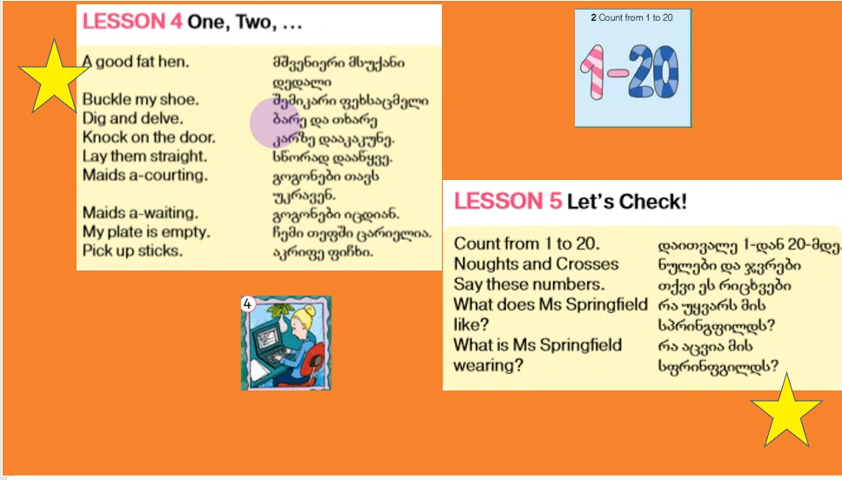 LESSON 4 One, Two, ...
A good fat hen. მშვენიერი მსუქანი
დედალი
Buckle my shoe. შემიკარი ფეხსაცმელი
Dig and delve. ბარე და თხარე
Knock on the door. კარზე დააკაკუნე.
Lay them straight. სწორად დააწყვე.
Maids a-courting. გოგონები თავს
უკრავენ.
Maids a-waiting. გოგონები იცდიან.
My plate is empty. ჩემი თეფში ცარიელია.
Pick up sticks. აკრიფე ფიჩხი.
4
2 Count from 1 to 20.
1-20
LESSON 5 Let's Check!
Count from 1 to 20. დაითვალე 1-დან 20-მდე.
Noughts and Crosses ნულები და ჯვრები
Say these numbers. თქვი ეს რიცხვები
What does Ms Springfield რა უყვარს მის
like? სპრინგფილდს?
What is Ms Springfield რა აცვია მის
wearing? სფრინფგილდს?